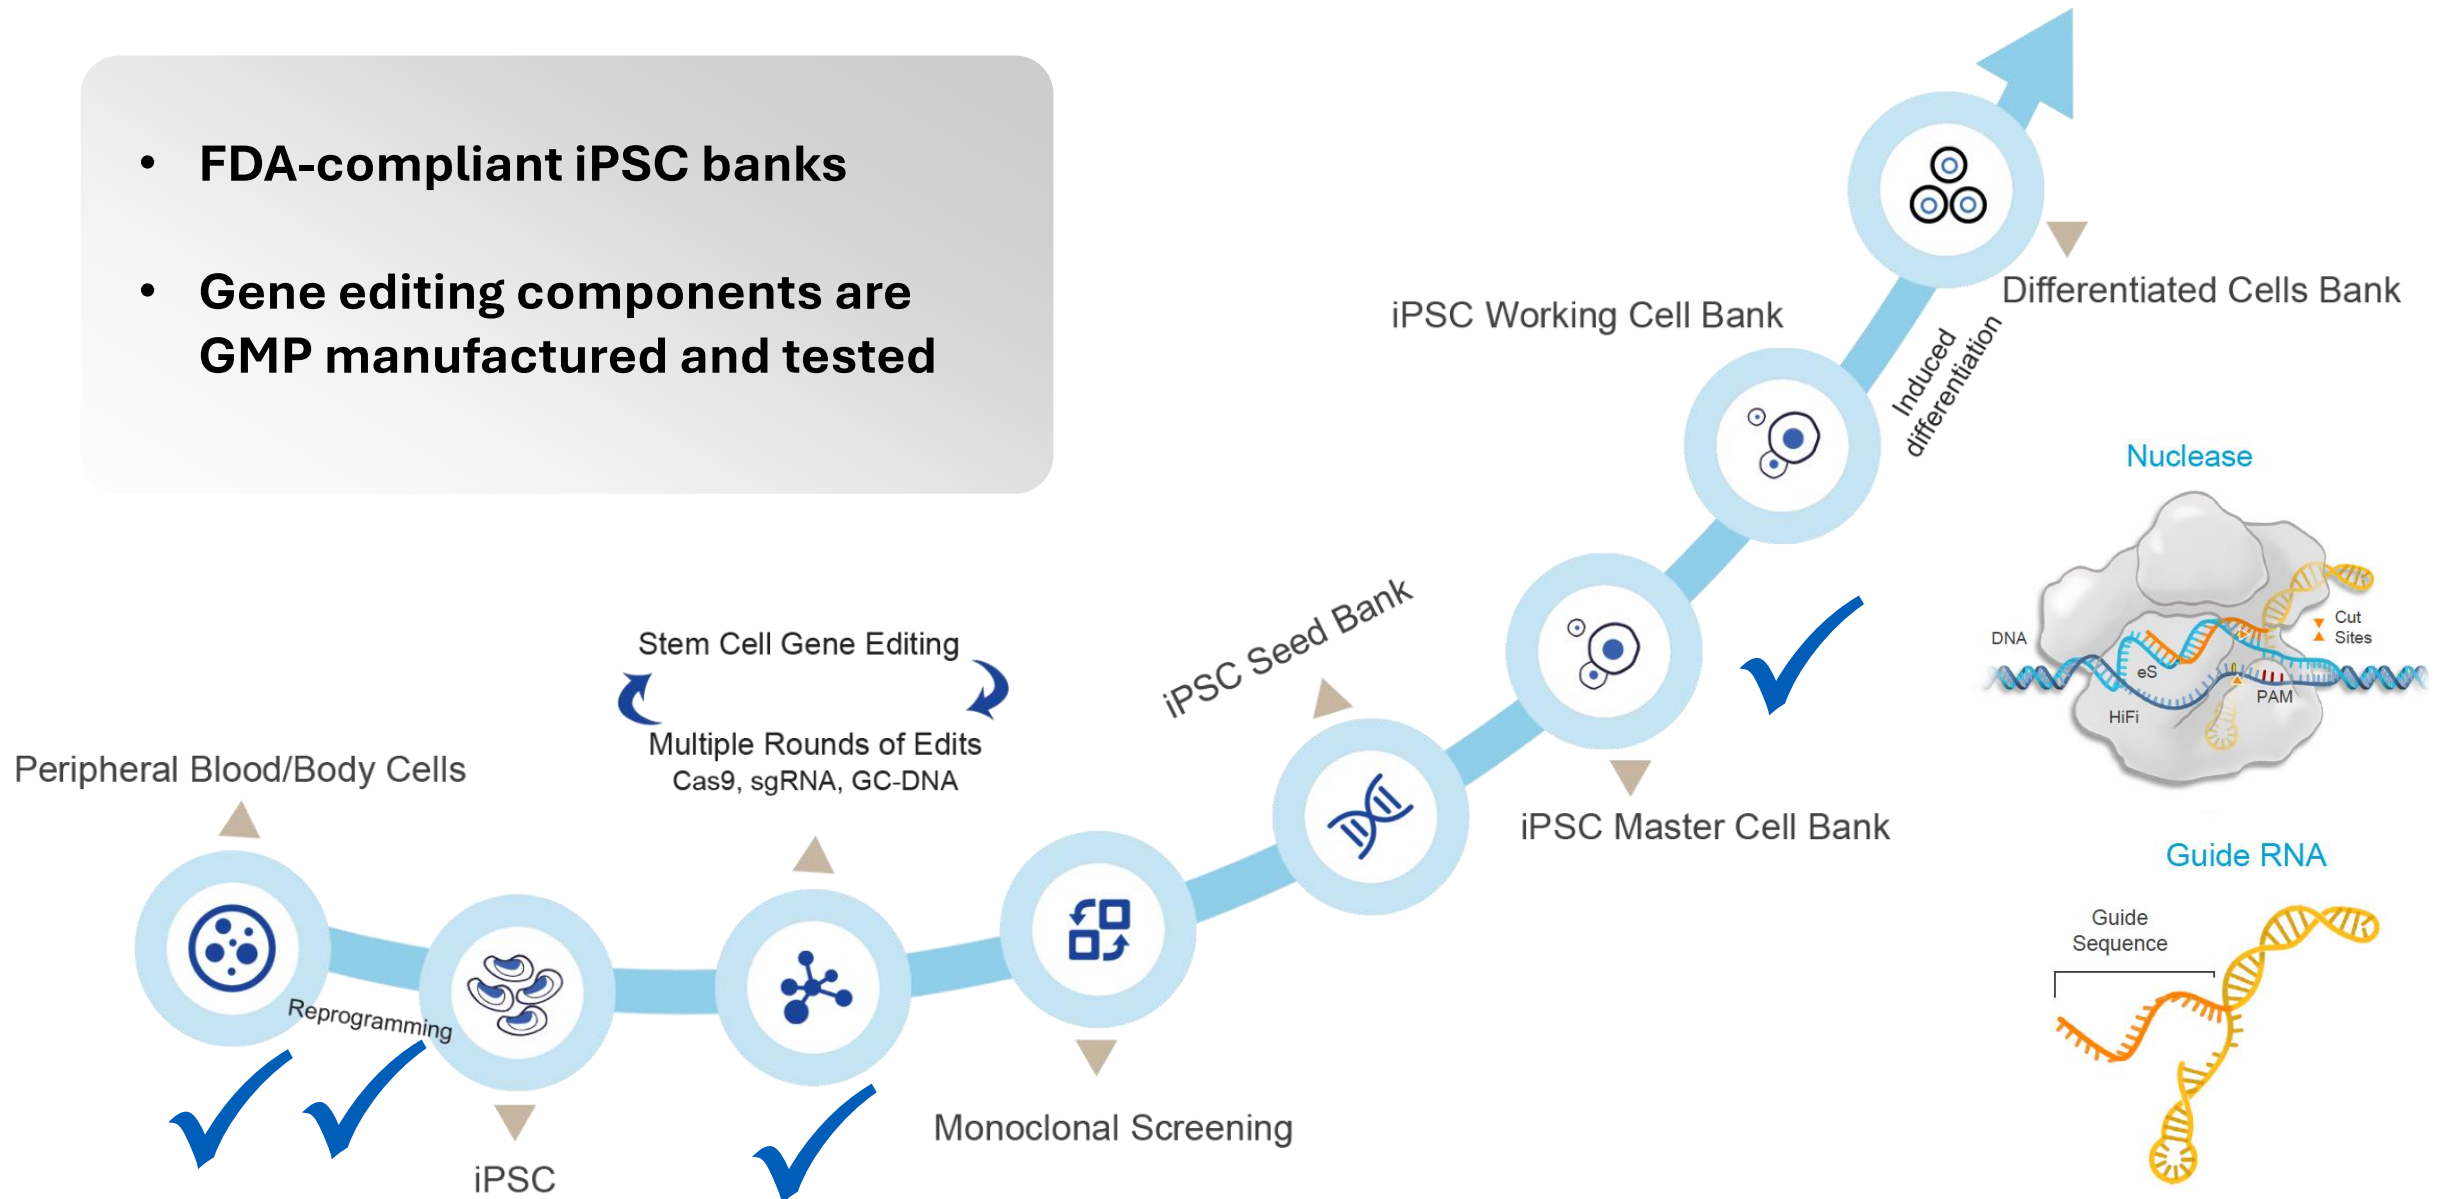 • FDA-compliant iPSC banks
• Gene editing components are
GMP manufactured and tested
Peripheral Blood/Body Cells
Reprogramming
iPSC
Stem Cell Gene Editing
Multiple Rounds of Edits
Cas9, sgRNA, GC-DNA
Monoclonal Screening
iPSC Seed Bank
iPSC Master Cell Bank
iPSC Working Cell Bank
Induced
differentiation
Differentiated Cells Bank
Nuclease
DNA
Cut
Sites
eS
PAM
HiFi
Guide RNA
Guide
Sequence